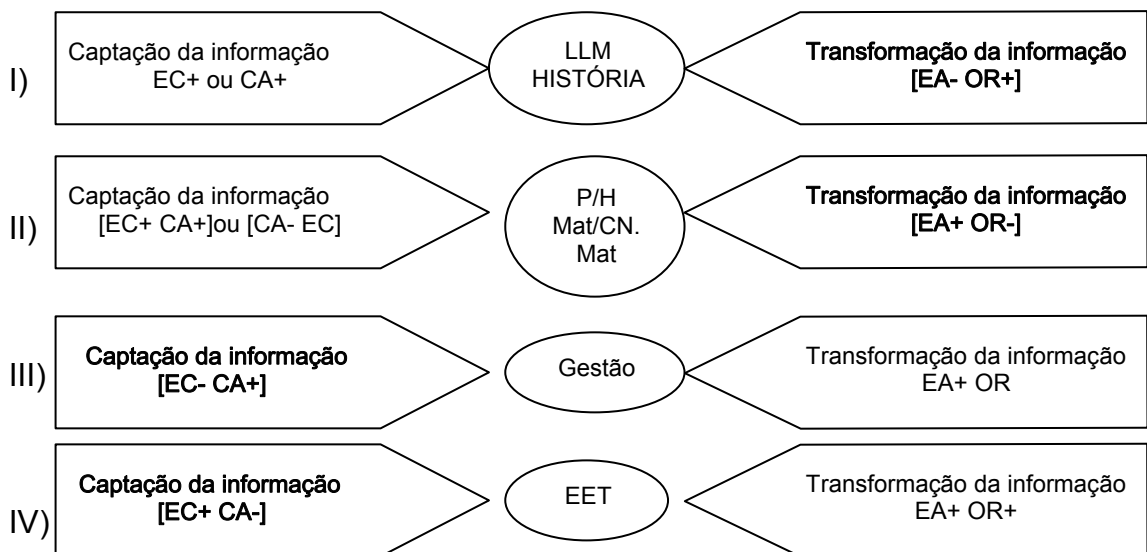 I)
Captação da informação
EC+ ou CA+
LLM
HISTÓRIA
Transformação da informação
[EA- OR+]
II)
Captação da informação
[EC+ CA+]ou [CA- EC]
P/H
Mat/CN.
Mat
Transformação da informação
[EA+ OR-]
III)
Captação da informação
[EC- CA+]
Gestão
Transformação da informação
EA+ OR
IV)
Captação da informação
[EC+ CA-]
EET
Transformação da informação
EA+ OR+